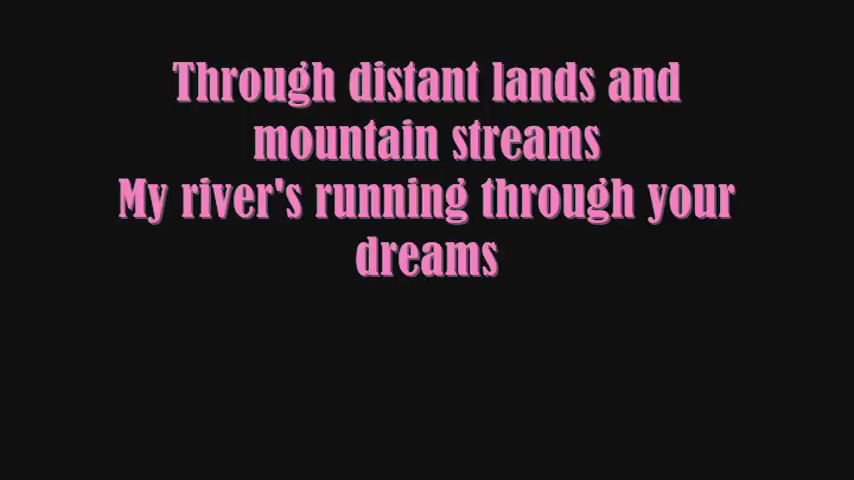 Through distant lands and
mountain streams
My river's running through your
dreams